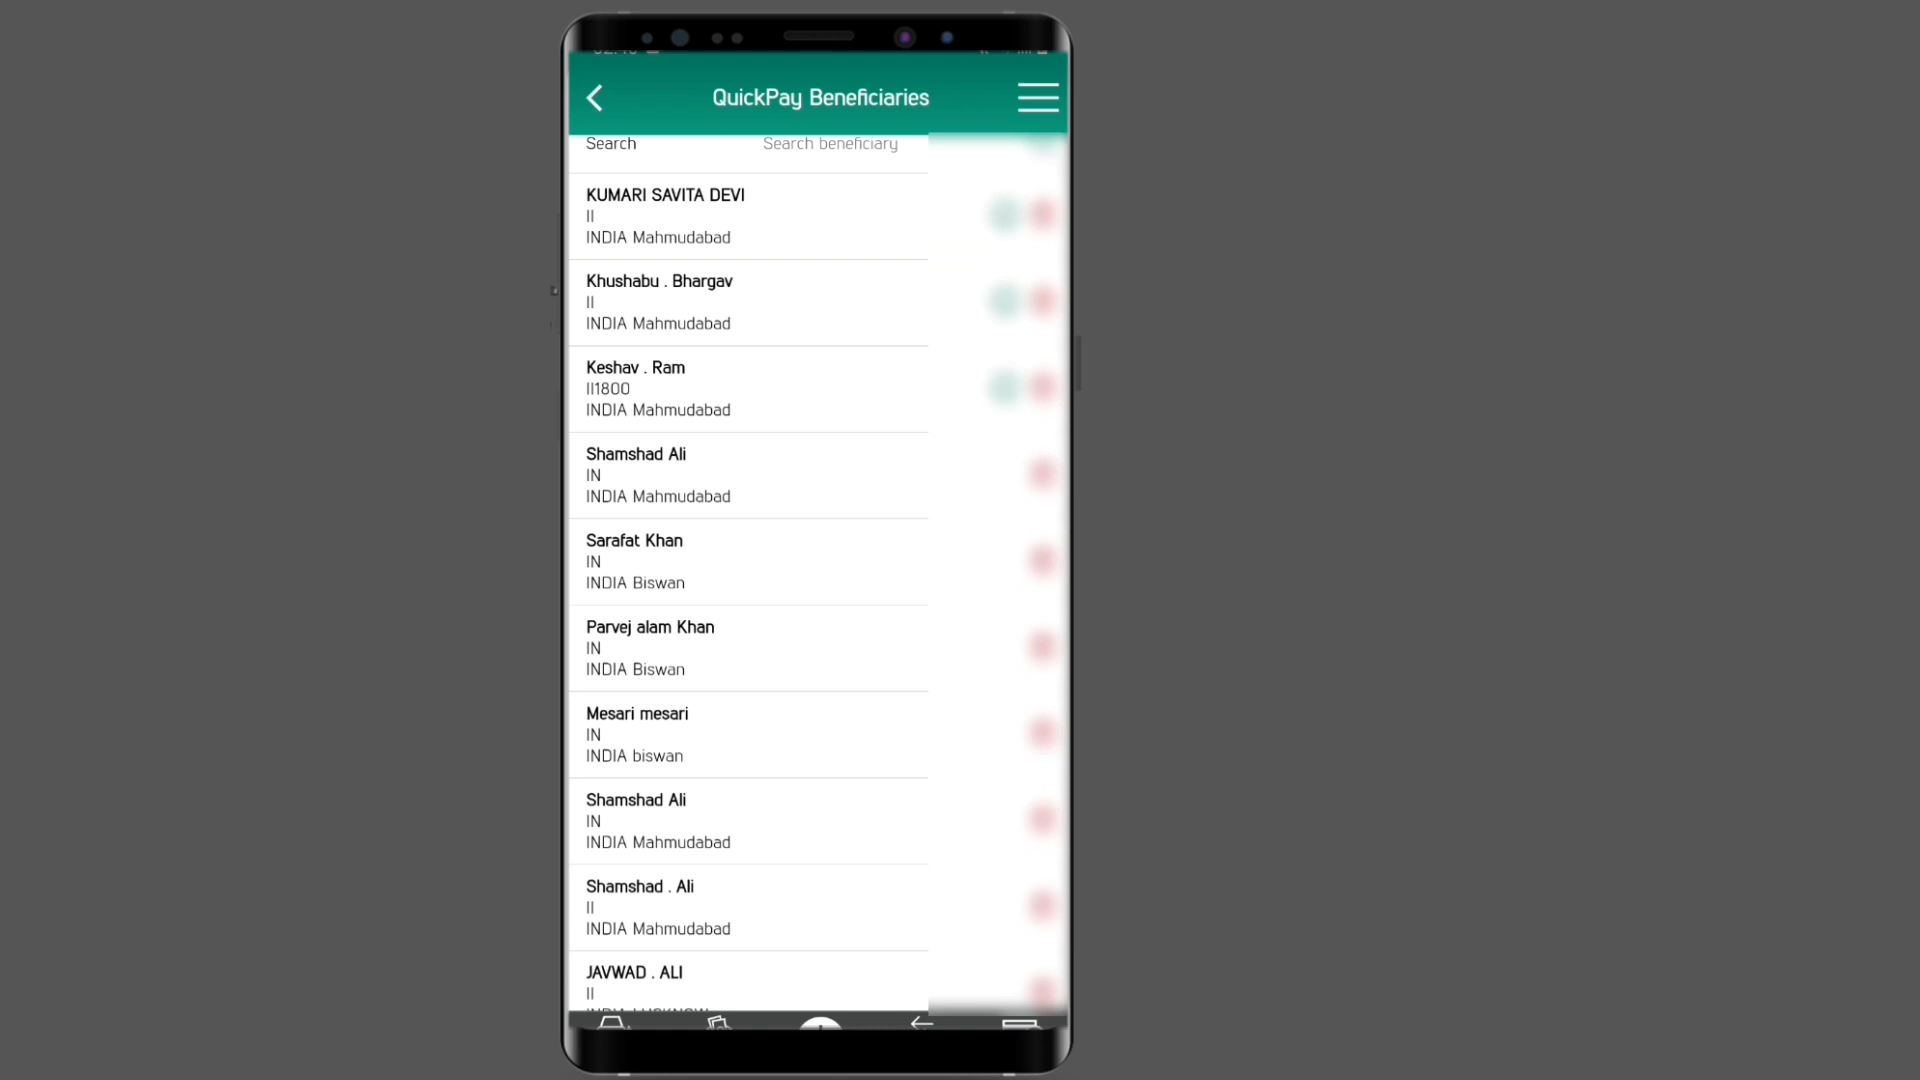 QuickPay Beneficiaries
Search Search beneficiary
KUMARI SAVITA DEVI
II
INDIA Mahmudabad
Khushabu . Bhargav
II
INDIA Mahmudabad
Keshav . Ram
II1800
INDIA Mahmudabad
Shamshad Ali
IN
INDIA Mahmudabad
Sarafat Khan
IN
INDIA Biswan
Parvej alam Khan
IN
INDIA Biswan
Mesari mesari
IN
INDIA biswan
Shamshad Ali
IN
INDIA Mahmudabad
Shamshad . Ali
II
INDIA Mahmudabad
JAVWAD . ALI
II
INDIA LUCKNOW